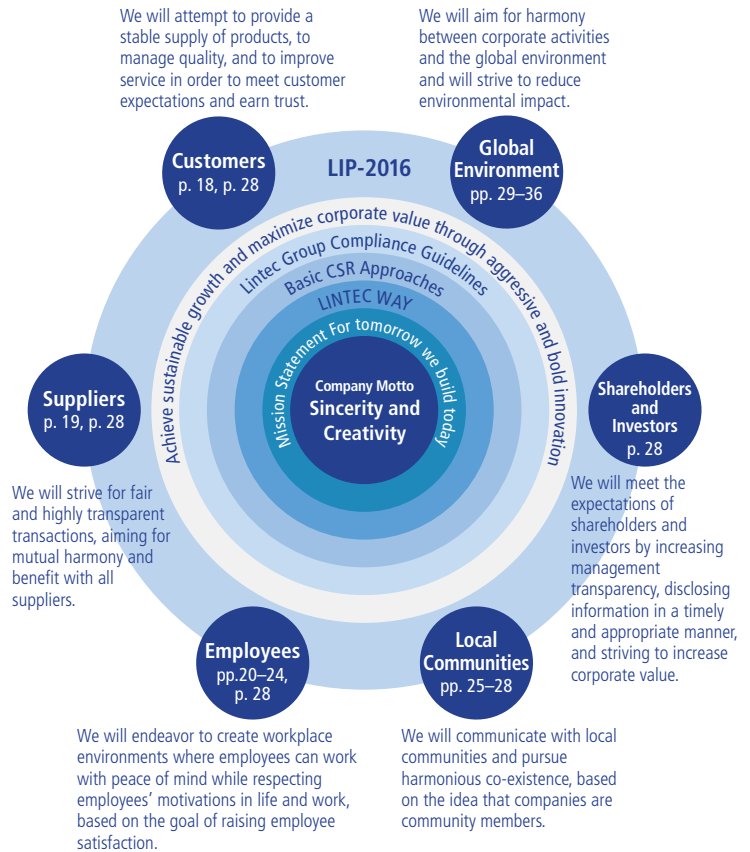 We will attempt to provide a
stable supply of products, to
manage quality, and to improve
service in order to meet customer
expectations and earn trust.
We will aim for harmony
between corporate activities
and the global environment
and will strive to reduce
environmental impact.
Customers
p. 18, p. 28
LIP-2016
Global
Environment
pp. 29–36
Achieve sustainable growth and maximize corporate value through aggressive and bold innovation
Lintec Group Compliance Guidelines
Basic CSR Approaches
LINTEC WAY
Mission Statement For tomorrow we build today
Company Motto
Sincerity and
Creativity
Suppliers
p. 19, p. 28
Shareholders
and
Investors
p. 28
We will strive for fair
and highly transparent
transactions, aiming for
mutual harmony and
benefit with all
suppliers.
We will meet the
expectations of
shareholders and
investors by increasing
management
transparency, disclosing
information in a timely
and appropriate manner,
and striving to increase
corporate value.
Employees
pp.20–24,
p. 28
Local
Communities
pp. 25–28
We will endeavor to create workplace
environments where employees can work
with peace of mind while respecting
employees’ motivations in life and work,
based on the goal of raising employee
satisfaction.
We will communicate with local
communities and pursue
harmonious co-existence, based
on the idea that companies are
community members.